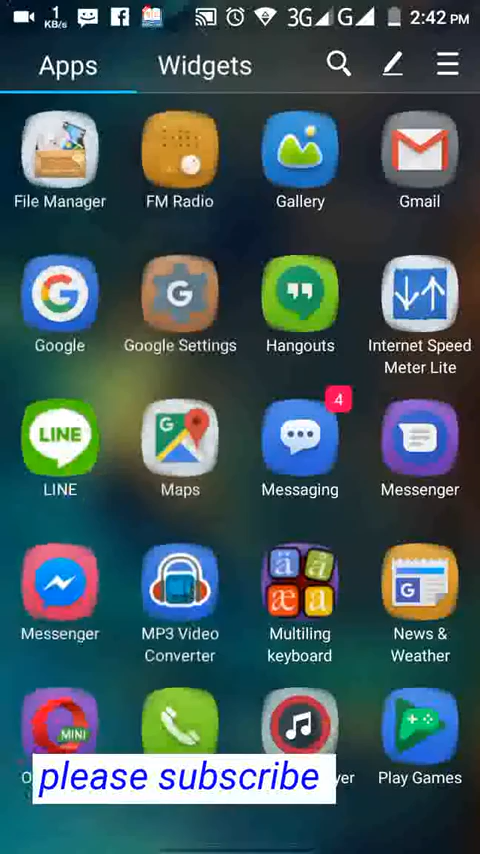 1
KB/s
3G
G
2:42 PM
Apps
Widgets
File Manager
FM Radio
Gallery
Gmail
G
G
Google
Google Settings
Hangouts
Internet Speed
Meter Lite
LINE
G
4
LINE
Maps
Messaging
Messenger
ä
á
æ
a
G
Messenger
MP3 Video
Converter
Multiling
keyboard
News &
Weather
MINI
please subscribe
Play Games